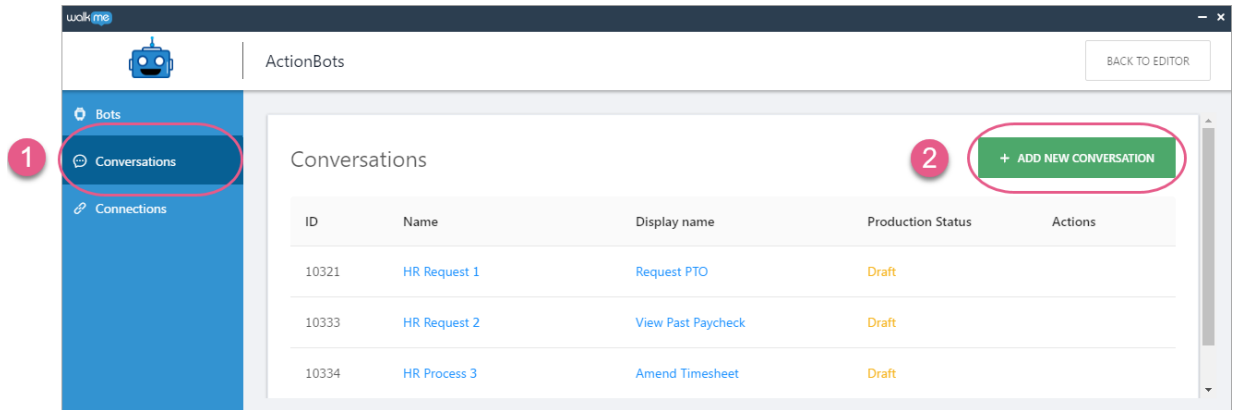 walkme
ActionBots
BACK TO EDITOR
Bots
1
Conversations
Connections
Conversations
2
+ ADD NEW CONVERSATION
ID Name Display name Production Status Actions
10321 HR Request 1 Request PTO Draft
10333 HR Request 2 View Past Paycheck Draft
10334 HR Process 3 Amend Timesheet Draft